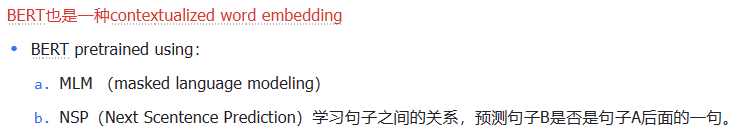 BERT也是一种contextualized word embedding
• BERT pretrained using：
a. MLM （masked language modeling）
b. NSP（Next Scentence Prediction）学习句子之间的关系，预测句子B是否是句子A后面的一句。